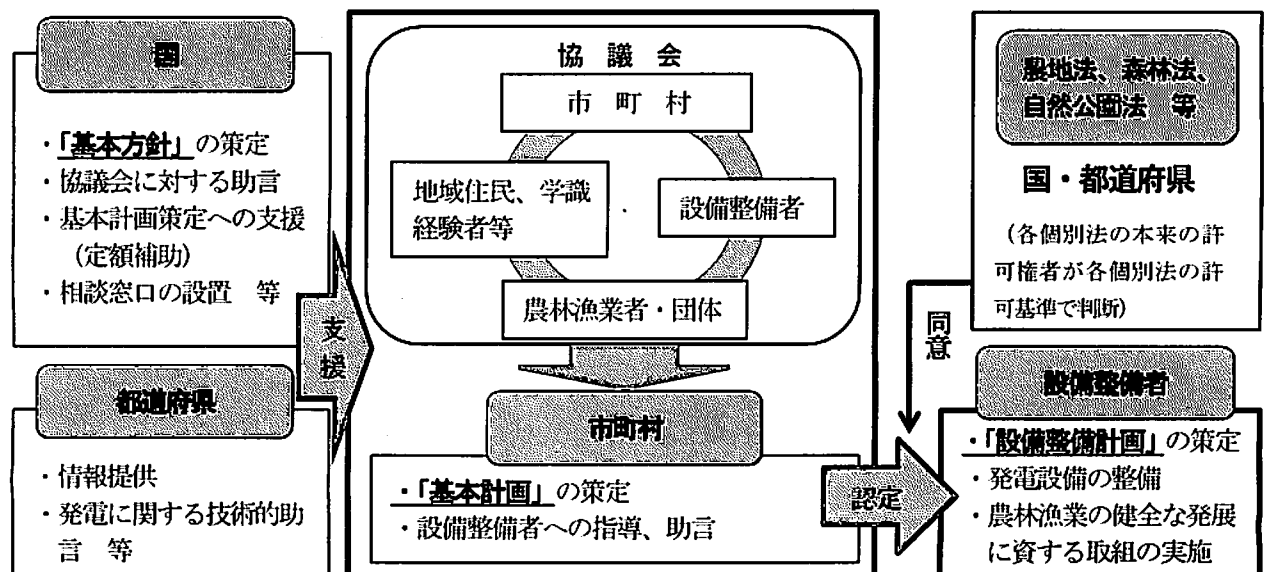 国
・「基本方針」の策定
・協議会に対する助言
・基本計画策定への支援
（定額補助）
・相談窓口の設置　等
都道府県
・情報提供
・発電に関する技術的助
言　等
支
援
協　議　会
市　町　村
地域住民、学識
経験者等
設備整備者
農林漁業者・団体
市町村
・「基本計画」の策定
・設備整備者への指導、助言
認定
農地法、森林法、
自然公園法　等
国・都道府県
（各個別法の本来の許
可権者が各個別法の許
可基準で判断）
同
意
設備整備者
・「設備整備計画」の策定
・発電設備の整備
・農林漁業の健全な発展
に資する取組の実施